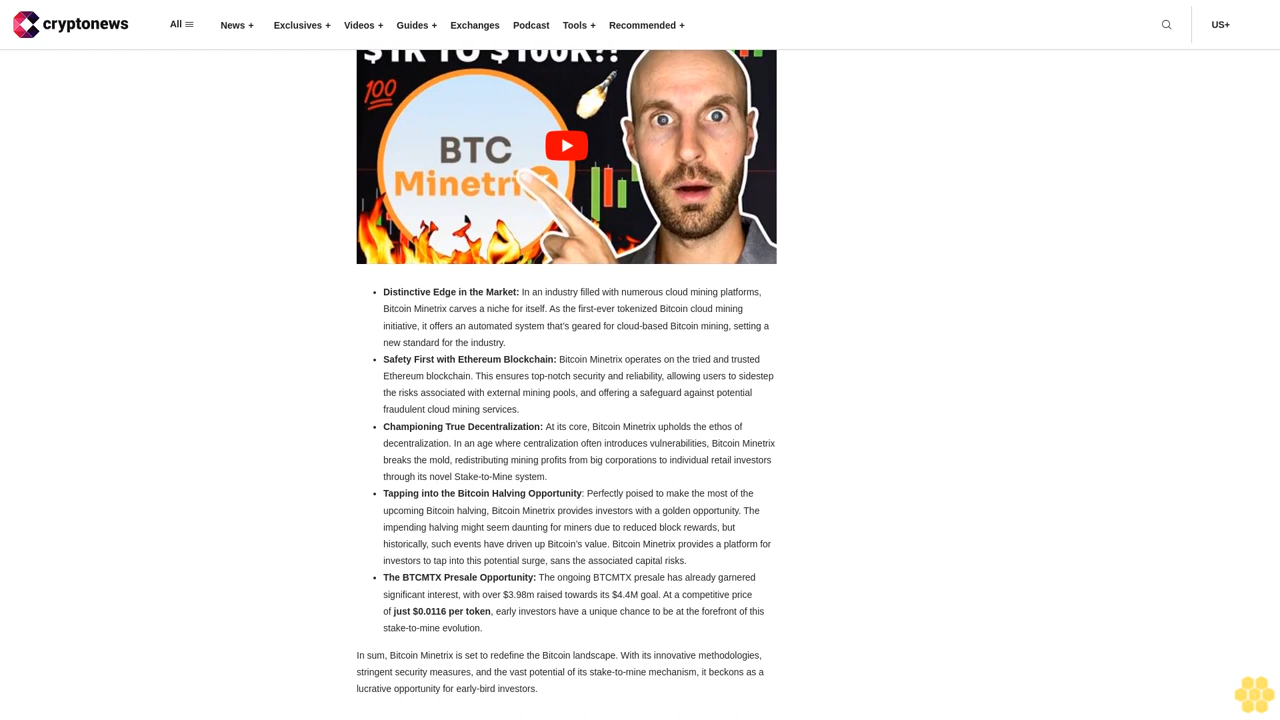 cryptonews
All
News +
Exclusives +
Videos +
Guides +
Exchanges
Podcast
Tools +
Recommended +
US+
$1K TO $100K!!
100
BTC
Minetrix
• Distinctive Edge in the Market: In an industry filled with numerous cloud mining platforms,
Bitcoin Minetrix carves a niche for itself. As the first-ever tokenized Bitcoin cloud mining
initiative, it offers an automated system that's geared for cloud-based Bitcoin mining, setting a
new standard for the industry.
• Safety First with Ethereum Blockchain: Bitcoin Minetrix operates on the tried and trusted
Ethereum blockchain. This ensures top-notch security and reliability, allowing users to sidestep
the risks associated with external mining pools, and offering a safeguard against potential
fraudulent cloud mining services.
• Championing True Decentralization: At its core, Bitcoin Minetrix upholds the ethos of
decentralization. In an age where centralization often introduces vulnerabilities, Bitcoin Minetrix
breaks the mold, redistributing mining profits from big corporations to individual retail investors
through its novel Stake-to-Mine system.
• Tapping into the Bitcoin Halving Opportunity: Perfectly poised to make the most of the
upcoming Bitcoin halving, Bitcoin Minetrix provides investors with a golden opportunity. The
impending halving might seem daunting for miners due to reduced block rewards, but
historically, such events have driven up Bitcoin's value. Bitcoin Minetrix provides a platform for
investors to tap into this potential surge, sans the associated capital risks.
• The BTCMTX Presale Opportunity: The ongoing BTCMTX presale has already garnered
significant interest, with over $3.98m raised towards its $4.4M goal. At a competitive price
of just $0.0116 per token, early investors have a unique chance to be at the forefront of this
stake-to-mine evolution.
In sum, Bitcoin Minetrix is set to redefine the Bitcoin landscape. With its innovative methodologies,
stringent security measures, and the vast potential of its stake-to-mine mechanism, it beckons as a
lucrative opportunity for early-bird investors.